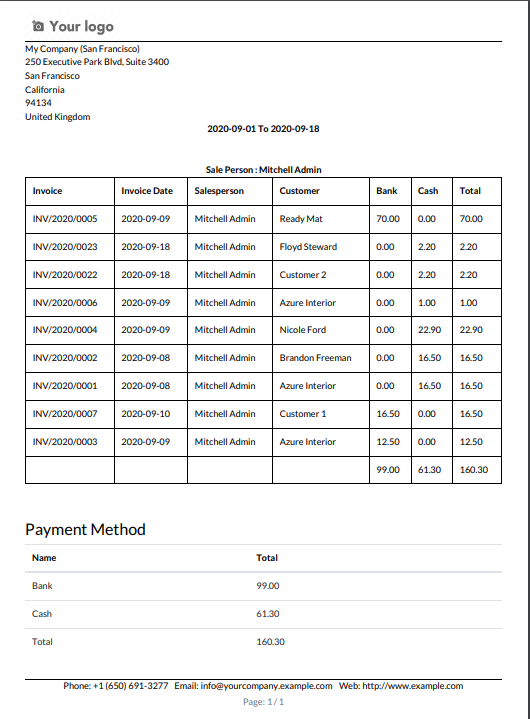 Your logo
My Company (San Francisco)
250 Executive Park Blvd, Suite 3400
San Francisco
California
94134
United Kingdom
2020-09-01 To 2020-09-18
Sale Person : Mitchell Admin
Invoice Invoice Date Salesperson Customer Bank Cash Total
INV/2020/0005 2020-09-09 Mitchell Admin Ready Mat 70.00 0.00 70.00
INV/2020/0023 2020-09-18 Mitchell Admin Floyd Steward 0.00 2.20 2.20
INV/2020/0022 2020-09-18 Mitchell Admin Customer 2 0.00 2.20 2.20
INV/2020/0006 2020-09-09 Mitchell Admin Azure Interior 0.00 1.00 1.00
INV/2020/0004 2020-09-09 Mitchell Admin Nicole Ford 0.00 22.90 22.90
INV/2020/0002 2020-09-08 Mitchell Admin Brandon Freeman 0.00 16.50 16.50
INV/2020/0001 2020-09-08 Mitchell Admin Azure Interior 0.00 16.50 16.50
INV/2020/0007 2020-09-10 Mitchell Admin Customer 1 16.50 0.00 16.50
INV/2020/0003 2020-09-09 Mitchell Admin Azure Interior 12.50 0.00 12.50
99.00 61.30 160.30
Payment Method
Name Total
Bank 99.00
Cash 61.30
Total 160.30
Phone: +1 (650) 691-3277 Email: info@yourcompany.example.com Web: http://www.example.com
Page: 1 / 1